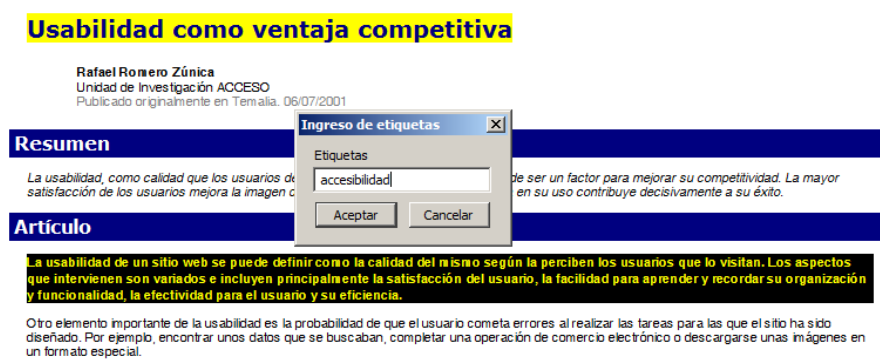 Usabilidad como ventaja competitiva
Rafael Romero Zúnica
Unidad de Investigación ACCESO
Publicado originalmente en Temalia. 06/07/2001
Ingreso de etiquetas
Resumen
Etiquetas
La usabilidad, como calidad que los usuarios de
de ser un factor para mejorar su competitividad. La mayor
accesibilidad
satisfacción de los usuarios mejora la imagen
en su uso contribuye decisivamente a su éxito.
Aceptar Cancelar
Artículo
La usabilidad de un sitio web se puede definir como la calidad del mismo según la perciben los usuarios que lo visitan. Los aspectos
que intervienen son variados e incluyen principalmente la satisfacción del usuario, la facilidad para aprender y recordar su organización
y funcionalidad, la efectividad para el usuario y su eficiencia.
Otro elemento importante de la usabilidad es la probabilidad de que el usuario cometa errores al realizar las tareas para las que el sitio ha sido
diseñado. Por ejemplo, encontrar unos datos que se buscaban, completar una operación de comercio electrónico o descargarse unas imágenes en
un formato especial.